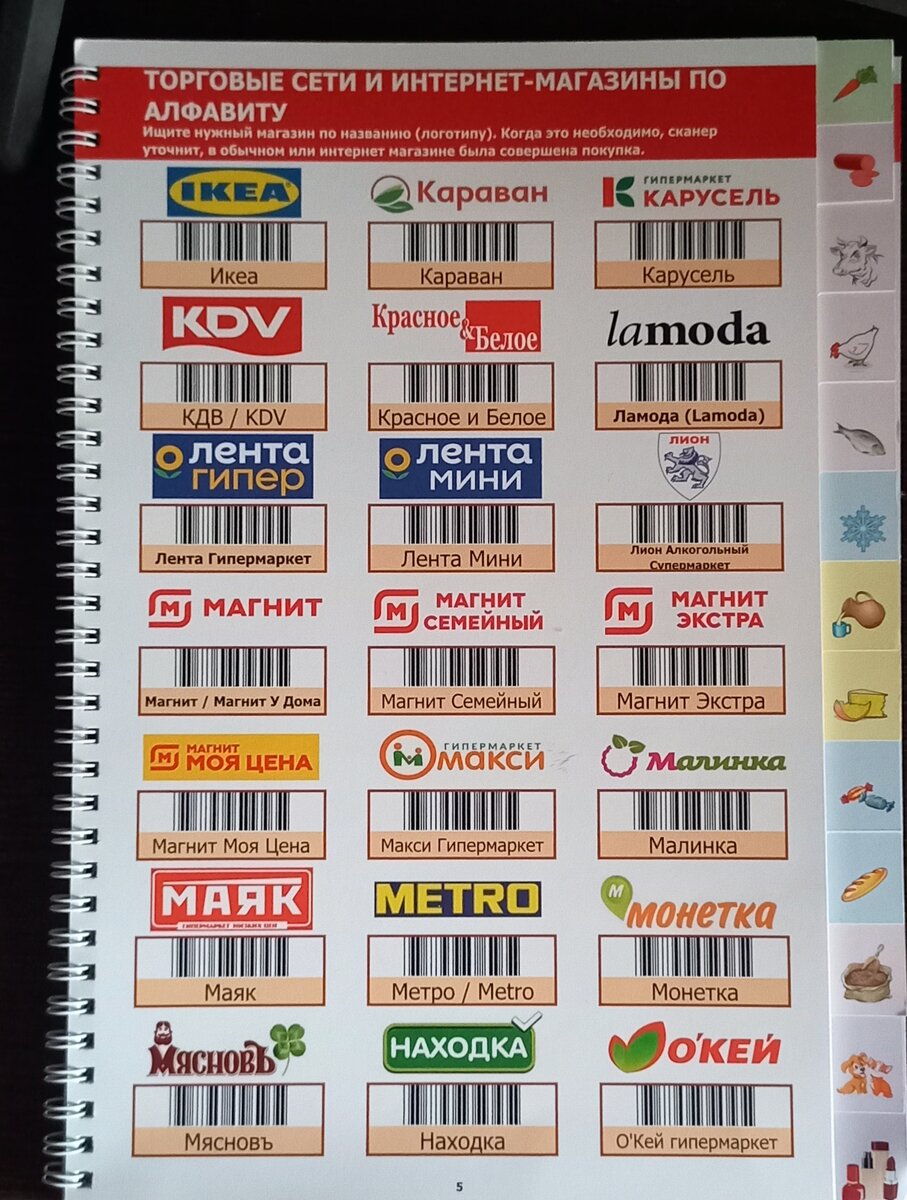 ТОРГОВЫЕ СЕТИ И ИНТЕРНЕТ-МАГАЗИНЫ ПО
АЛФАВИТУ
Ищите нужный магазин по названию (логотипу). Когда это необходимо, сканер
уточнит, в обычном или интернет магазине была совершена покупка.
IKEA
Караван
ГИПЕРМАРКЕТ
КАРУСЕЛЬ
Икеа
Караван
Карусель
KDV
Красное
&Белое
lamoda
КДВ / KDV
Красное и Белое
Ламода (Lamoda)
лента
гипер
лента
мини
ЛИОН
Лента Гипермаркет
Лента Мини
Лион Алкогольный
Супермаркет
М МАГНИТ
М МАГНИТ
СЕМЕЙНЫЙ
М МАГНИТ
ЭКСТРА
Магнит / Магнит У Дома
Магнит Семейный
Магнит Экстра
М МАГНИТ
МОЯ ЦЕНА
ГИПЕРМАРКЕТ
макси
Малинка
Магнит Моя Цена
Макси Гипермаркет
Малинка
МАЯК
ГИПЕРМАРКЕТ НИЗКИХ ЦЕН
METRO
М
монетка
Маяк
Метро / Metro
Монетка
МЯСНОВЪ
НАХОДКА
О'КЕЙ
Мясновъ
Находка
О'Кей гипермаркет
5